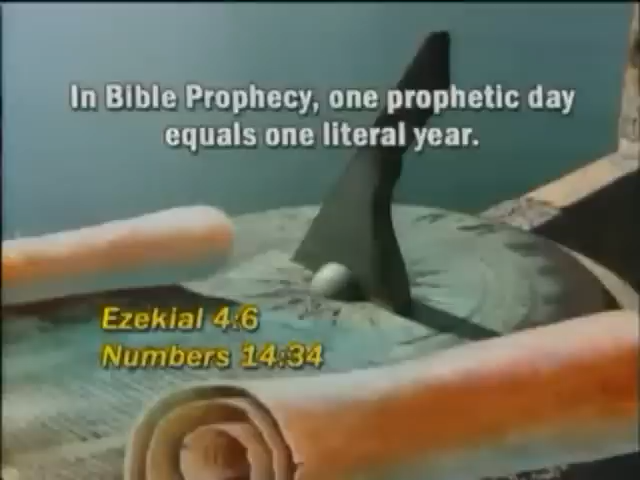 In Bible Prophecy, one prophetic day
equals one literal year.
Ezekial 4:6
Numbers 14:34